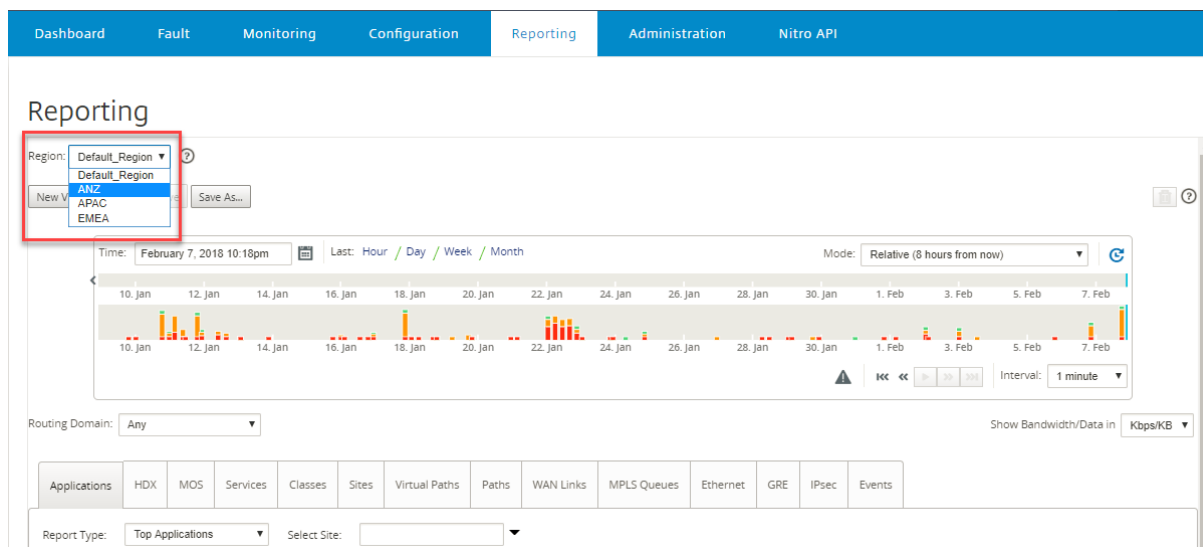 Dashboard Fault Monitoring Configuration Reporting Administration Nitro API
Reporting
Region: Default_Region
Default_Region
ANZ
APAC
EMEA
New V
Save As...
Time: February 7, 2018 10:18pm Last: Hour / Day / Week / Month Mode: Relative (8 hours from now)
10. Jan 12. Jan 14. Jan 16. Jan 18. Jan 20. Jan 22. Jan 24. Jan 26. Jan 28. Jan 30. Jan 1. Feb 3. Feb 5. Feb 7. Feb
10. Jan 12. Jan 14. Jan 16. Jan 18. Jan 20. Jan 22. Jan 24. Jan 26. Jan 28. Jan 30. Jan 1. Feb 3. Feb 5. Feb 7. Feb
Interval: 1 minute
Routing Domain: Any Show Bandwidth/Data in Kbps/KB
Applications HDX MOS Services Classes Sites Virtual Paths Paths WAN Links MPLS Queues Ethernet GRE IPsec Events
Report Type: Top Applications Select Site: